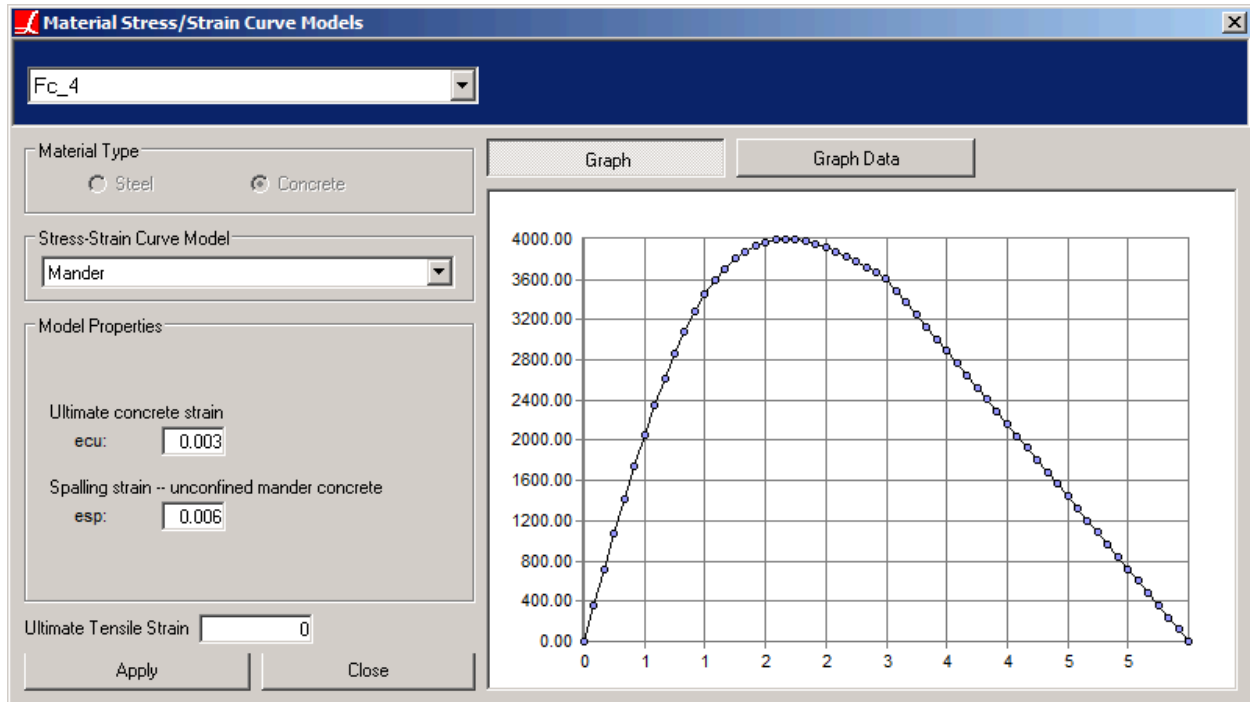 Material Stress/Strain Curve Models
Fc_4
Material Type
Steel
Concrete
Graph
Graph Data
Stress-Strain Curve Model
Mander
Model Properties
Ultimate concrete strain
ecu: 0.003
Spalling strain -- unconfined mander concrete
esp: 0.006
Ultimate Tensile Strain 0
Apply
Close
4000.00
3600.00
3200.00
2800.00
2400.00
2000.00
1600.00
1200.00
800.00
400.00
0.00
0 1 1 2 2 3 4 4 5 5